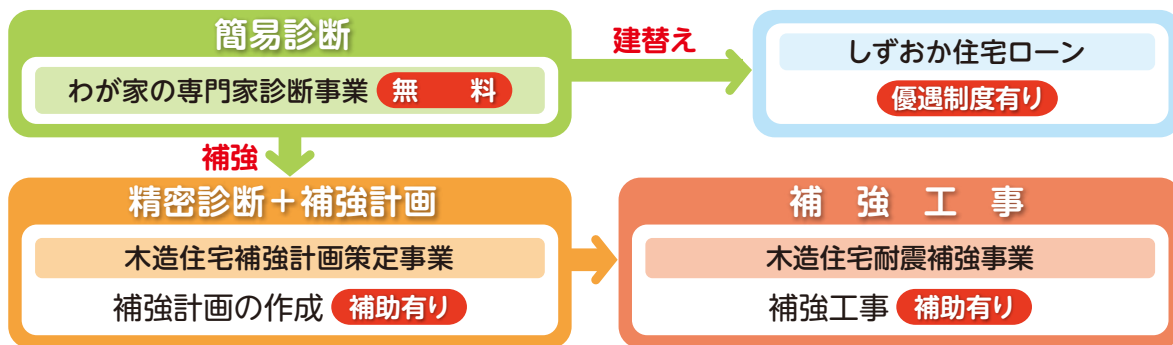 簡易診断
わが家の専門家診断事業 無 料
建替え
しずおか住宅ローン
優遇制度有り
補強
精密診断＋補強計画
木造住宅補強計画策定事業
補強計画の作成 補助有り
補 強 工 事
木造住宅耐震補強事業
補強工事 補助有り